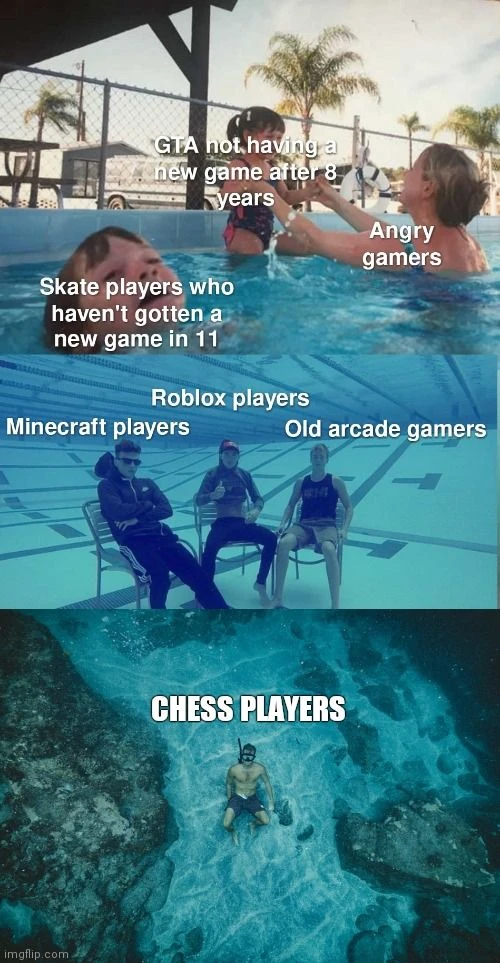 GTA not having a
new game after 8
years
Angry
gamers
Skate players who
haven't gotten a
new game in 11
Roblox players
Minecraft players
Old arcade gamers
CHESS PLAYERS
imgflip.com